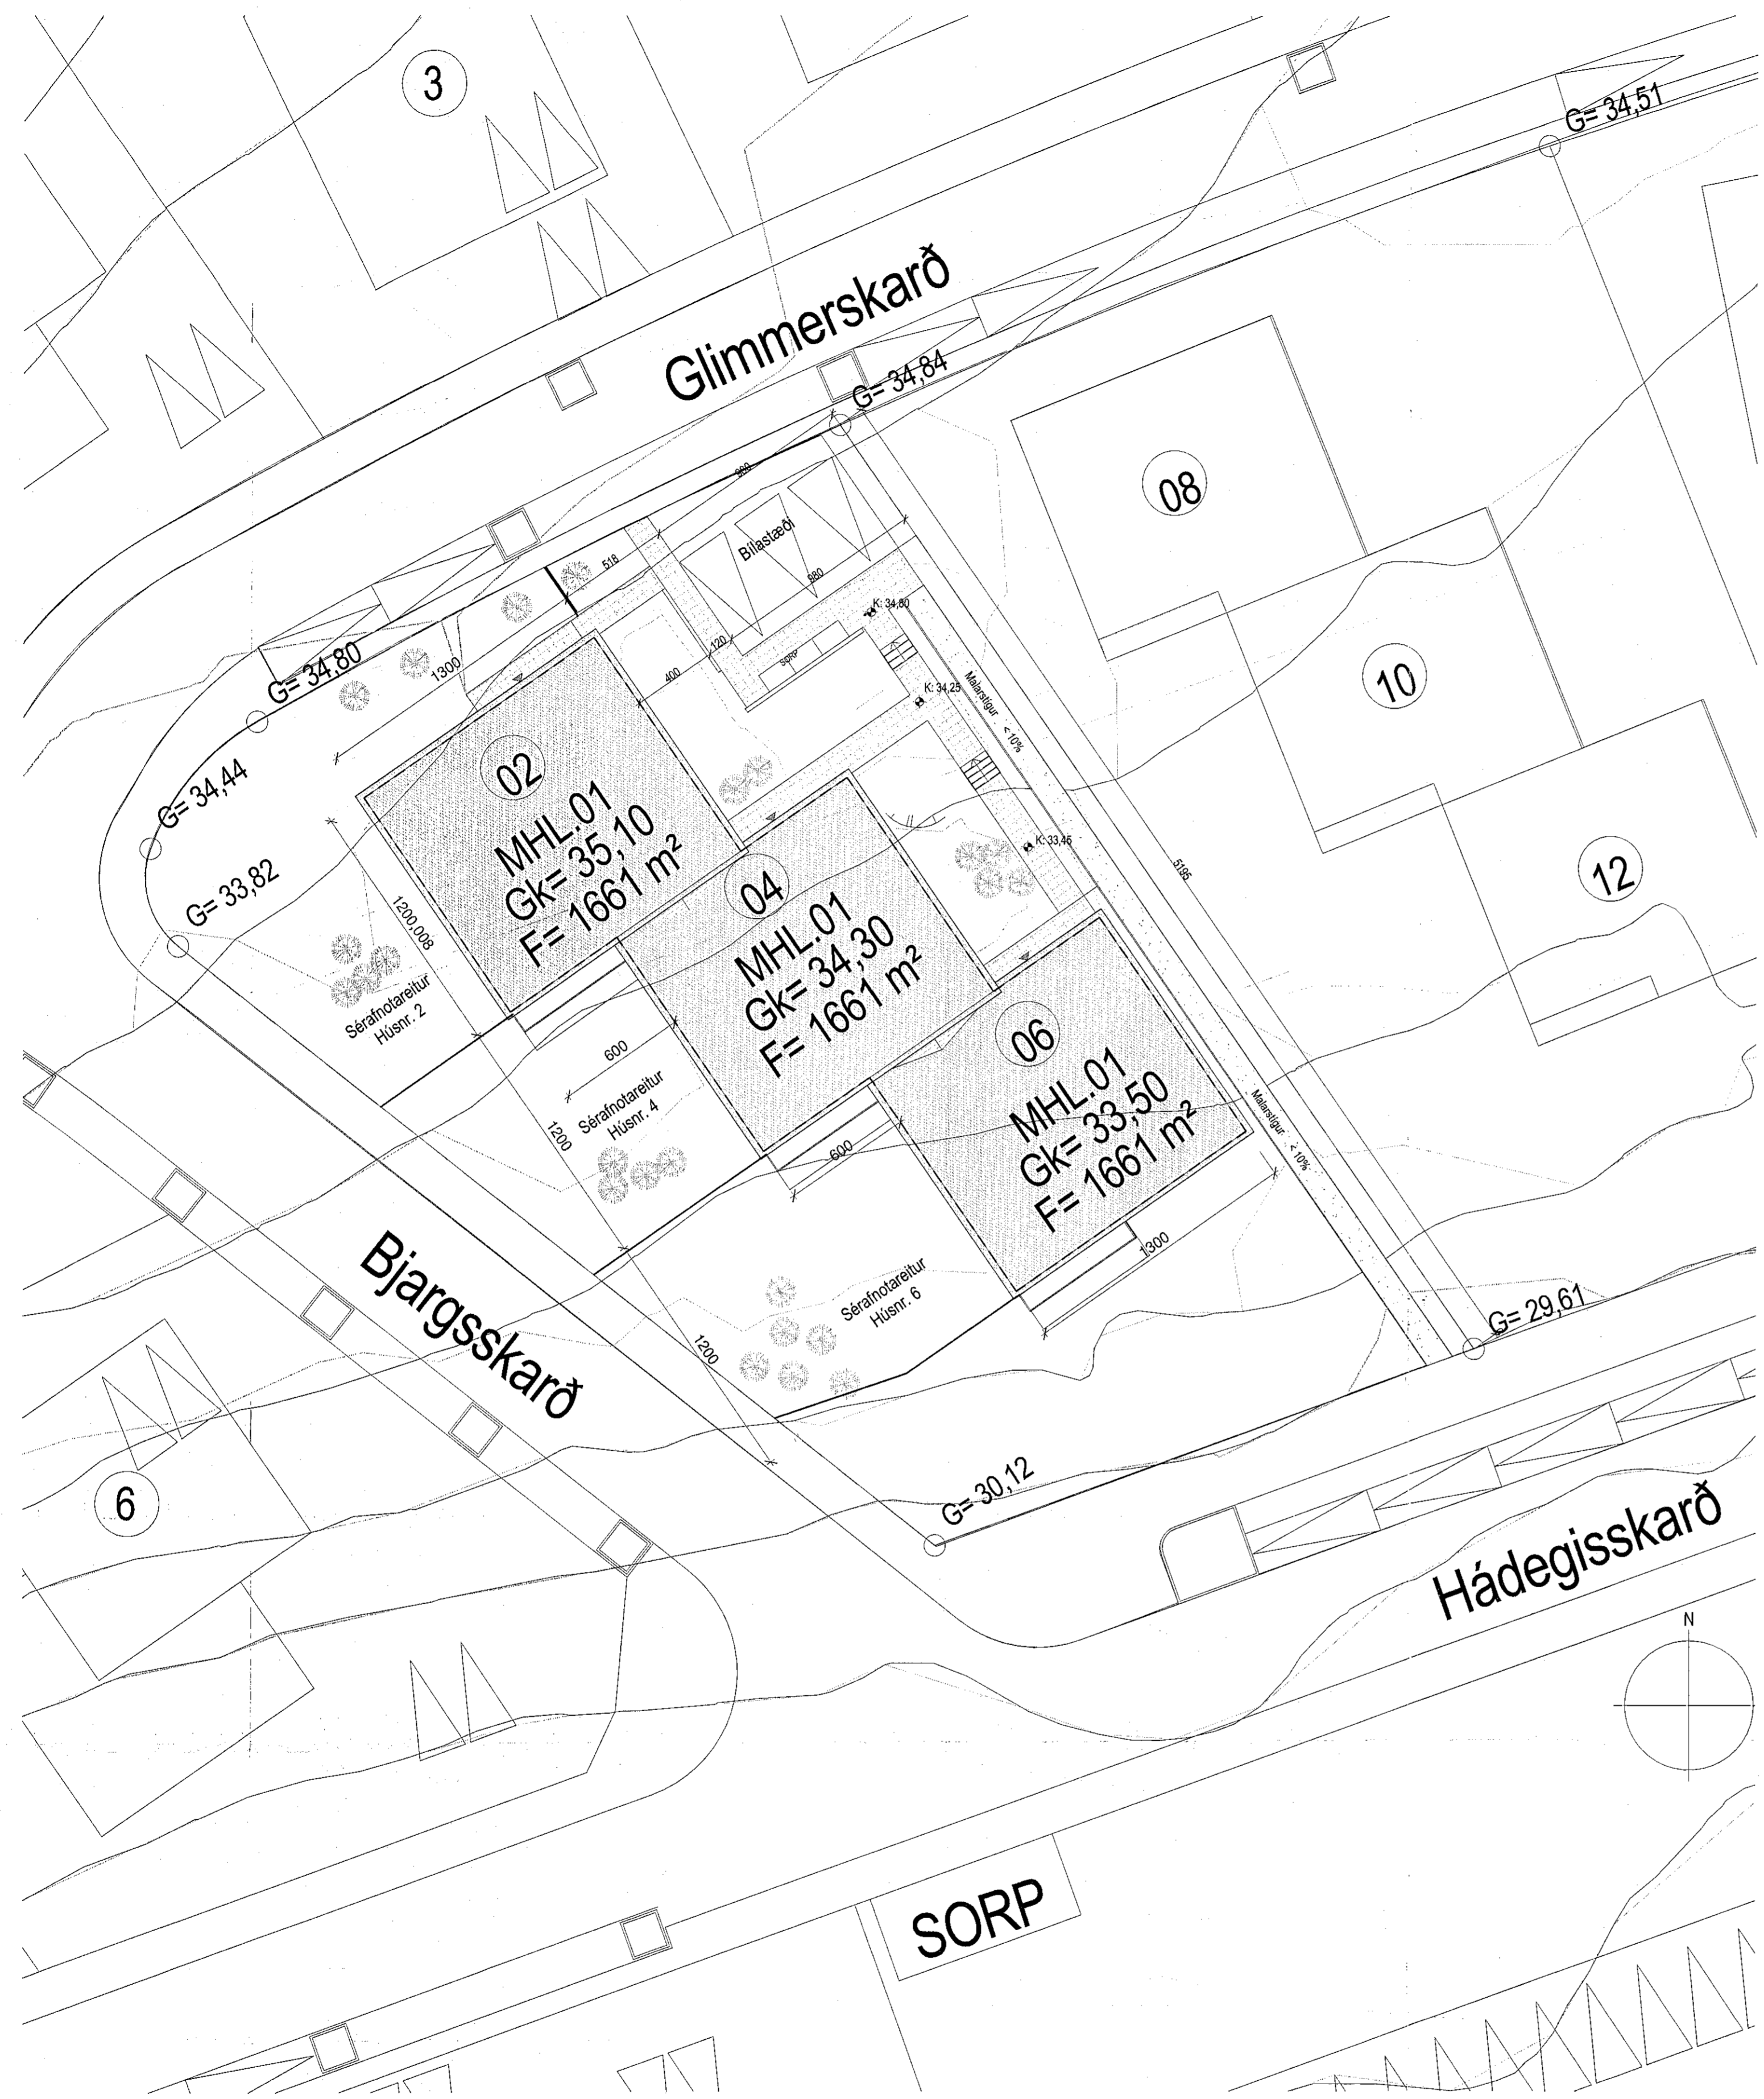 3
G= 34,51
Glimmerskarð
G= 34,84
900
Bílastæði
518
980
K: 34,60
08
G= 34,80
1300
120
400
SORP
K: 34,25
Malarstígur < 10%
10
02
MHL.01
Gk= 35,10
F= 1661 m²
G= 34,44
K: 33,45
5195
12
G= 33,82
04
MHL.01
Gk= 34,30
F= 1661 m²
1200,008
Sérafnotareitur
Húsnr. 2
06
MHL.01
Gk= 33,50
F= 1661 m²
600
Sérafnotareitur
Húsnr. 4
1200
600
Malarstígur < 10%
1300
Sérafnotareitur
Húsnr. 6
G= 29,61
Bjargsskarð
1200
6
G= 30,12
Hádegisskarð
N
SORP